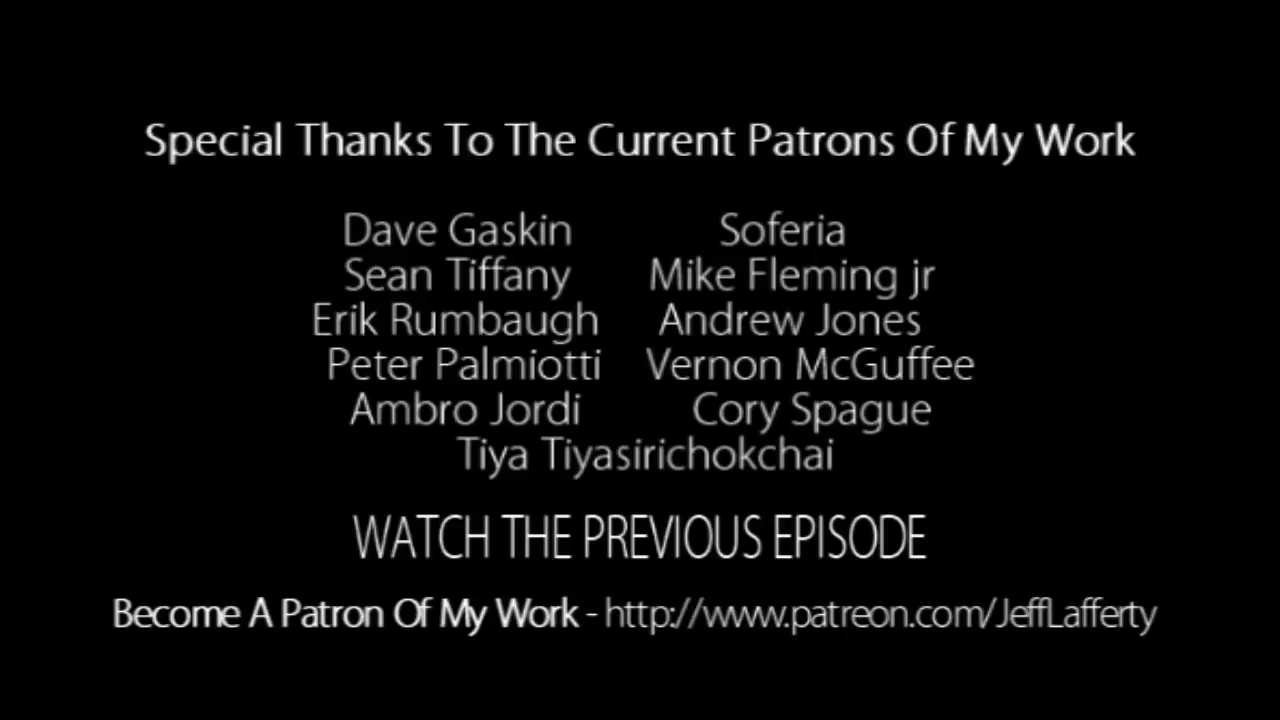 Special Thanks To The Current Patrons Of My Work
Dave Gaskin Soferia
Sean Tiffany Mike Fleming jr
Erik Rumbaugh Andrew Jones
Peter Palmiotti Vernon McGuffee
Ambro Jordi Cory Spague
Tiya Tiyasirichokchai
WATCH THE PREVIOUS EPISODE
Become A Patron Of My Work - http://www.patreon.com/JeffLafferty